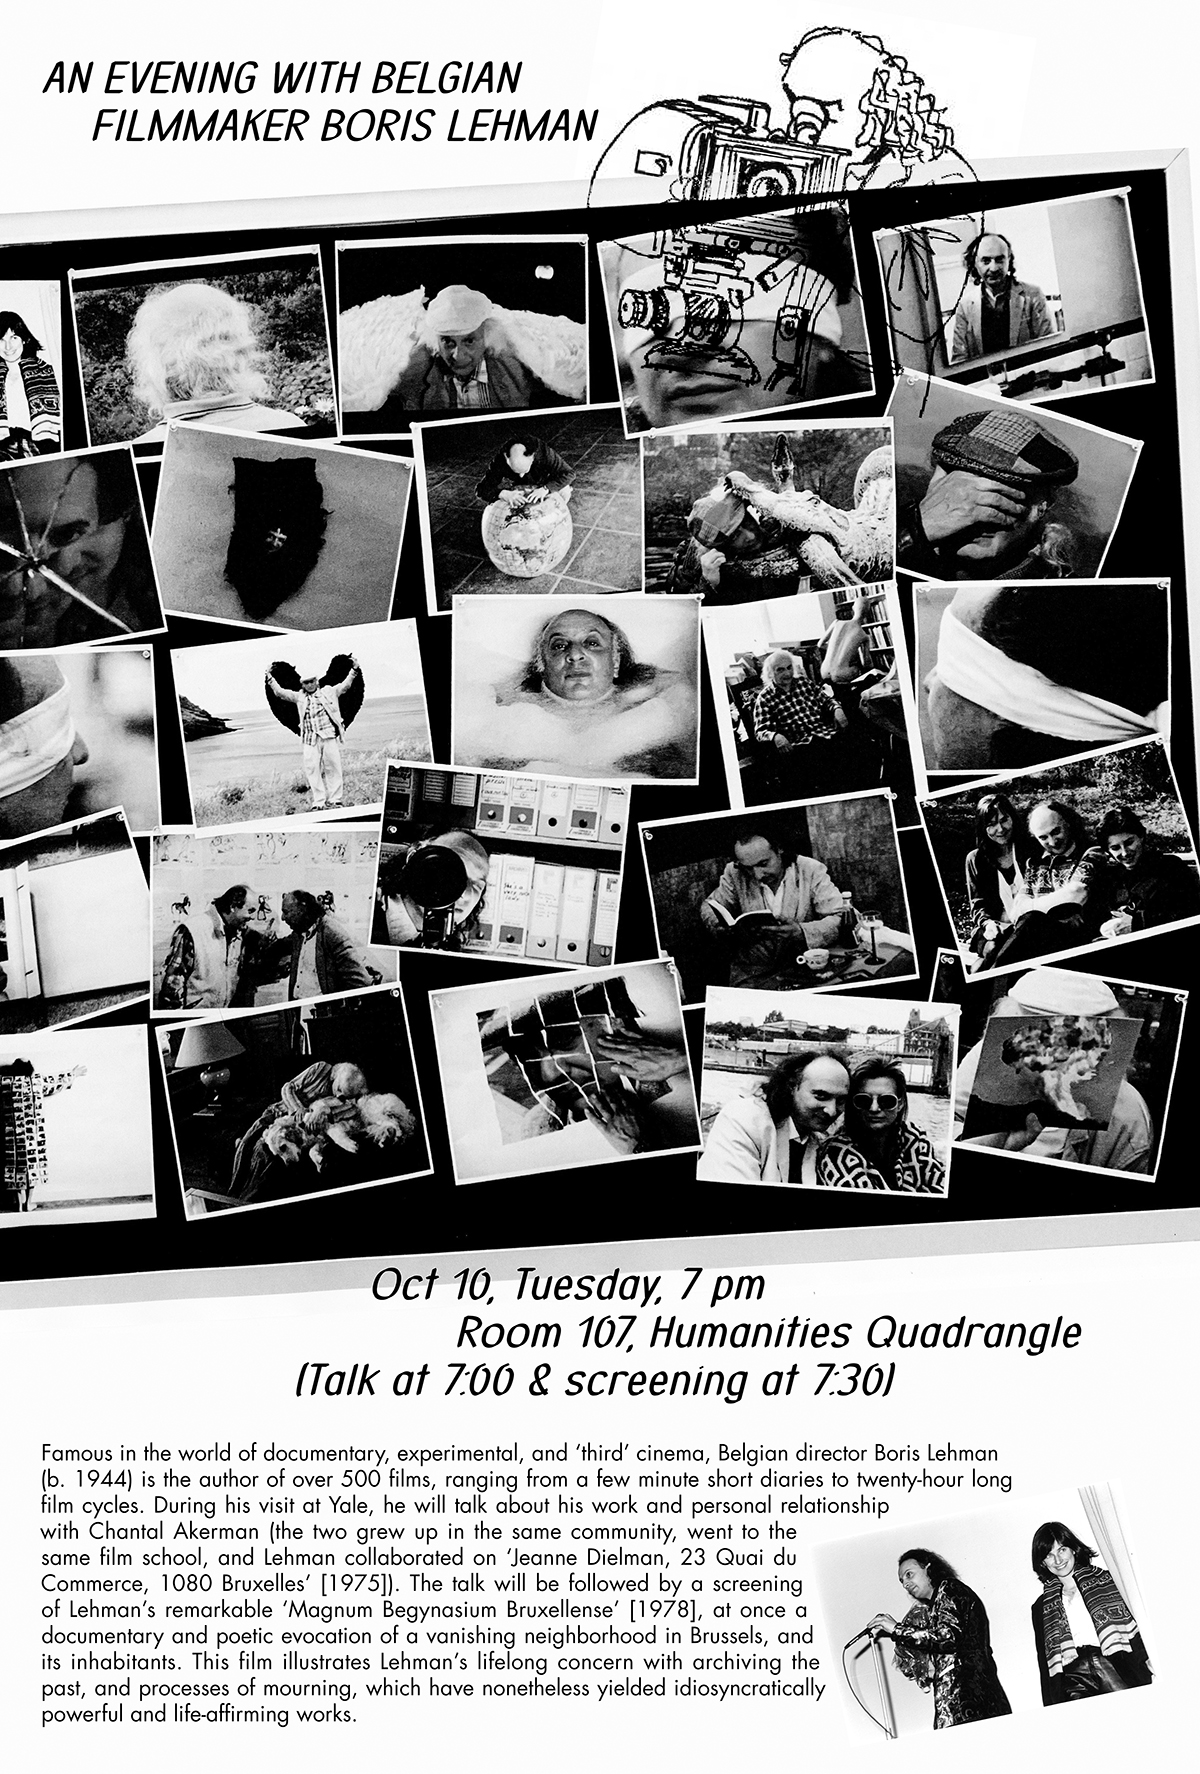 AN EVENING WITH BELGIAN
FILMMAKER BORIS LEHMAN
Oct 10, Tuesday, 7 pm
Room 107, Humanities Quadrangle
(Talk at 7:00 & screening at 7:30)
Famous in the world of documentary, experimental, and ‘third’ cinema, Belgian director Boris Lehman
(b. 1944) is the author of over 500 films, ranging from a few minute short diaries to twenty-hour long
film cycles. During his visit at Yale, he will talk about his work and personal relationship
with Chantal Akerman (the two grew up in the same community, went to the
same film school, and Lehman collaborated on ‘Jeanne Dielman, 23 Quai du
Commerce, 1080 Bruxelles’ [1975]). The talk will be followed by a screening
of Lehman’s remarkable ‘Magnum Begynasium Bruxellense’ [1978], at once a
documentary and poetic evocation of a vanishing neighborhood in Brussels, and
its inhabitants. This film illustrates Lehman’s lifelong concern with archiving the
past, and processes of mourning, which have nonetheless yielded idiosyncratically
powerful and life-affirming works.